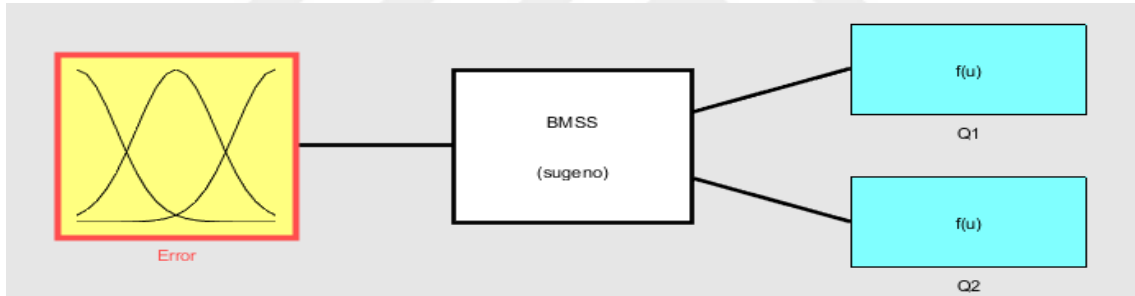 Error
BMSS
(sugeno)
f(u)
Q1
f(u)
Q2